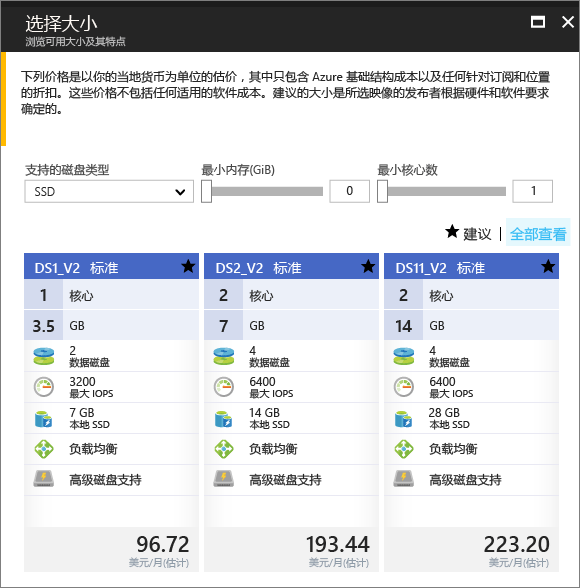 选择大小
浏览可用大小及其特点
下列价格是以你的当地货币为单位的估价，其中只包含 Azure 基础结构成本以及任何针对订阅和位置
的折扣。这些价格不包括任何适用的软件成本。建议的大小是所选映像的发布者根据硬件和软件要求
确定的。
支持的磁盘类型 最小内存(GiB) 最小核心数
SSD 0 1
★ 建议 | 全部查看
DS1_V2 标准 ★ DS2_V2 标准 ★ DS11_V2 标准 ★
1 核心 2 核心 2 核心
3.5 GB 7 GB 14 GB
2 4 4
数据磁盘 数据磁盘 数据磁盘
3200 6400 6400
最大 IOPS 最大 IOPS 最大 IOPS
7 GB 14 GB 28 GB
本地 SSD 本地 SSD 本地 SSD
负载均衡 负载均衡 负载均衡
高级磁盘支持 高级磁盘支持 高级磁盘支持
96.72 193.44 223.20
美元/月(估计) 美元/月(估计) 美元/月(估计)